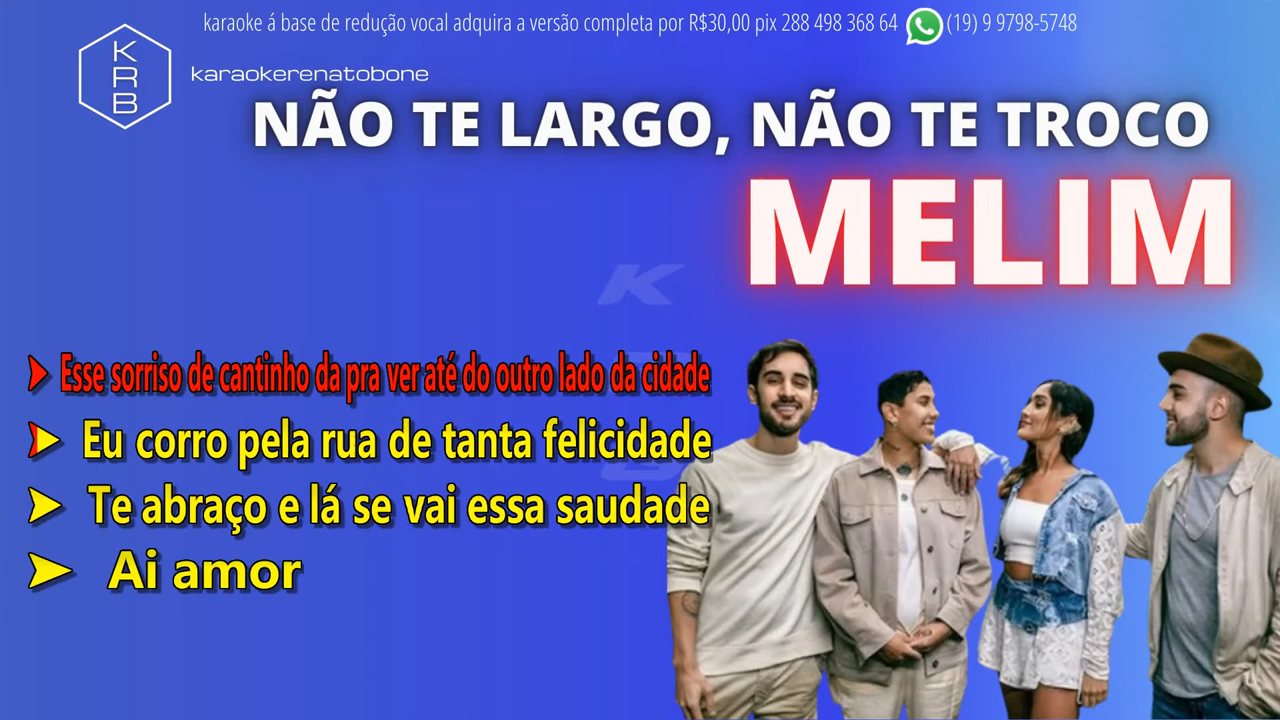 karaoke á base de redução vocal adquira a versão completa por R$30,00 pix 288 498 368 64 (19) 9 9798-5748
K
R
B
karaokerenatobone
NÃO TE LARGO, NÃO TE TROCO
MELIM
K
Esse sorriso de cantinho da pra ver até do outro lado da cidade
Eu corro pela rua de tanta felicidade
Te abraço e lá se vai essa saudade
Ai amor